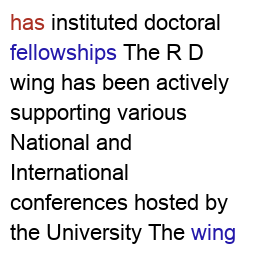 has instituted doctoral
fellowships The R D
wing has been actively
supporting various
National and
International
conferences hosted by
the University The wing